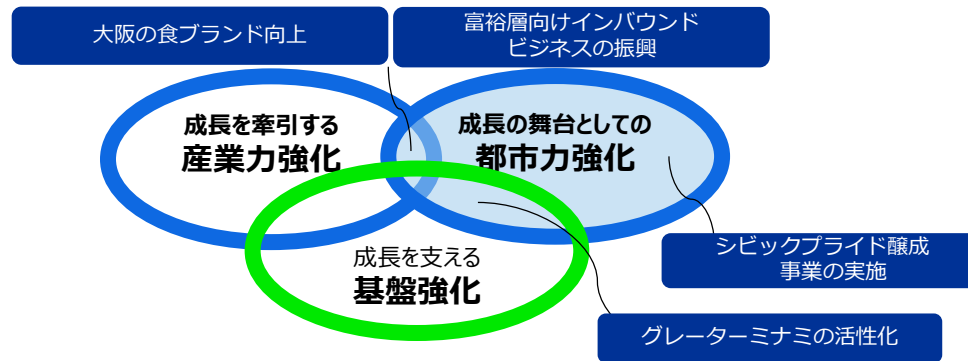 大阪の食ブランド向上
富裕層向けインバウンド
ビジネスの振興
成長を牽引する
産業力強化
成長の舞台としての
都市力強化
シビックプライド醸成
事業の実施
成長を支える
基盤強化
グレーターミナミの活性化